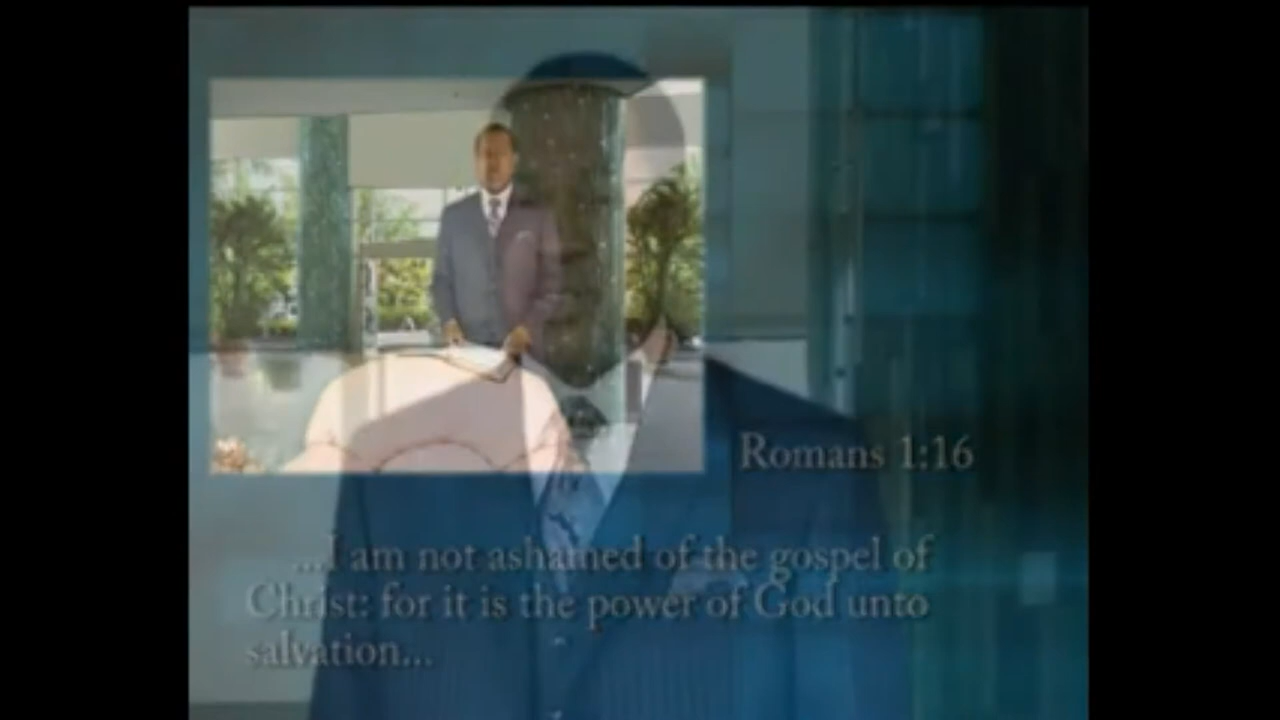 Romans 1:16
...I am not ashamed of the gospel of
Christ: for it is the power of God unto
salvation...